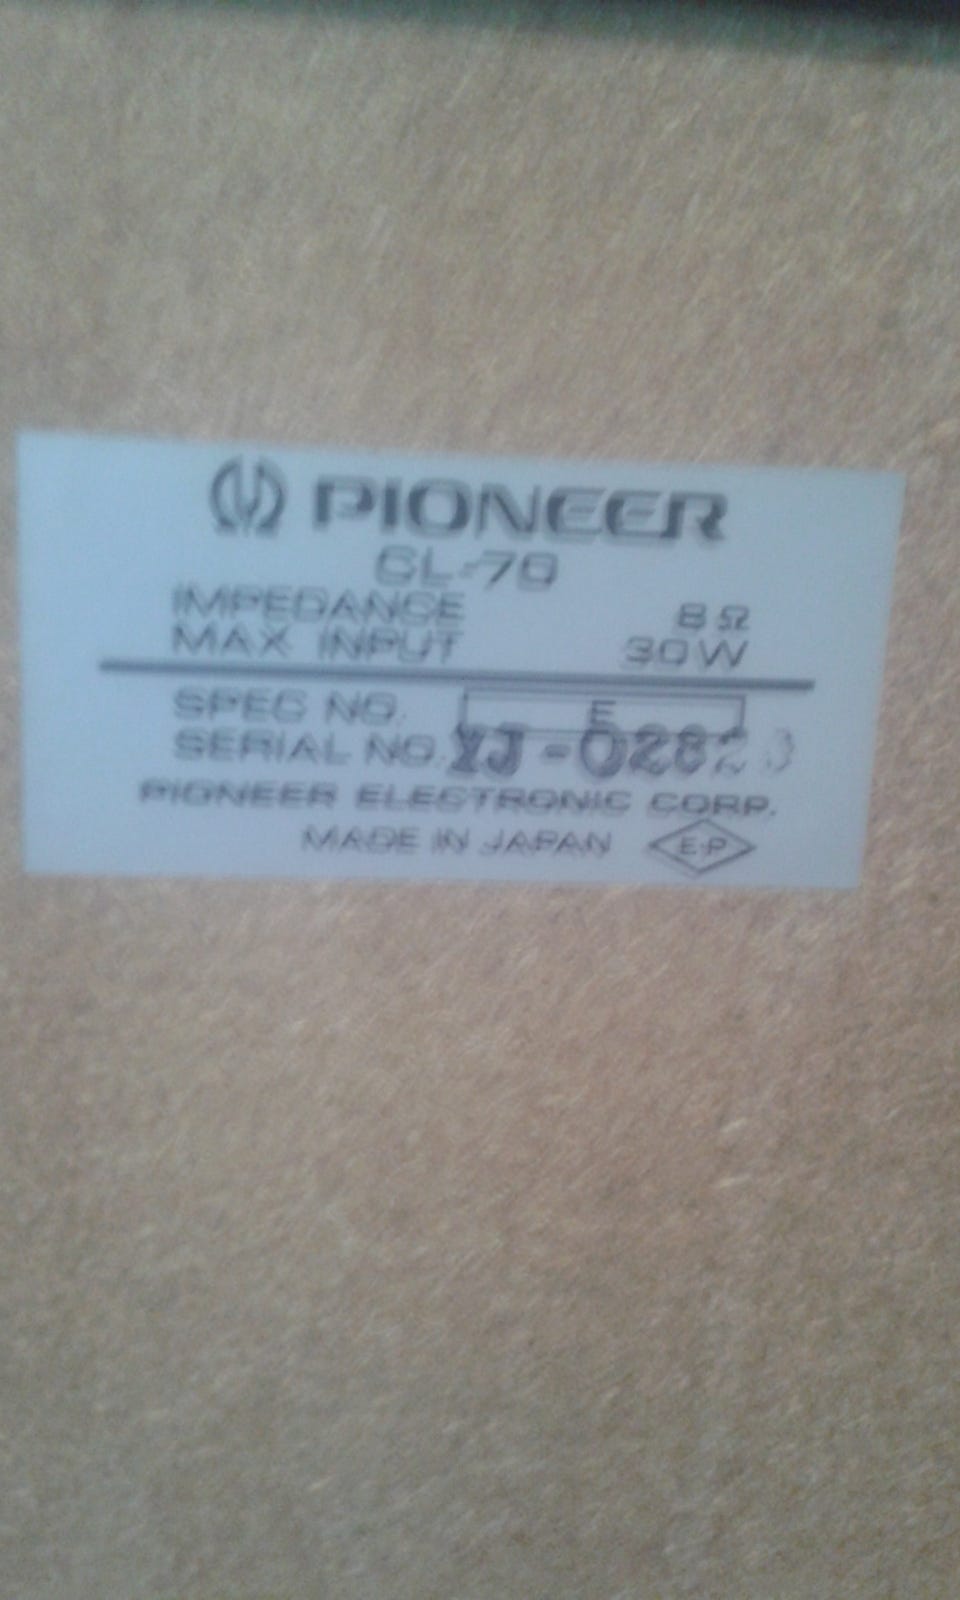 PIONEER
CL-70
IMPEDANCE 8Ω
MAX INPUT 30W
SPEC NO. E
SERIAL NO.
PIONEER ELECTRONIC CORP.
MADE IN JAPAN E·P